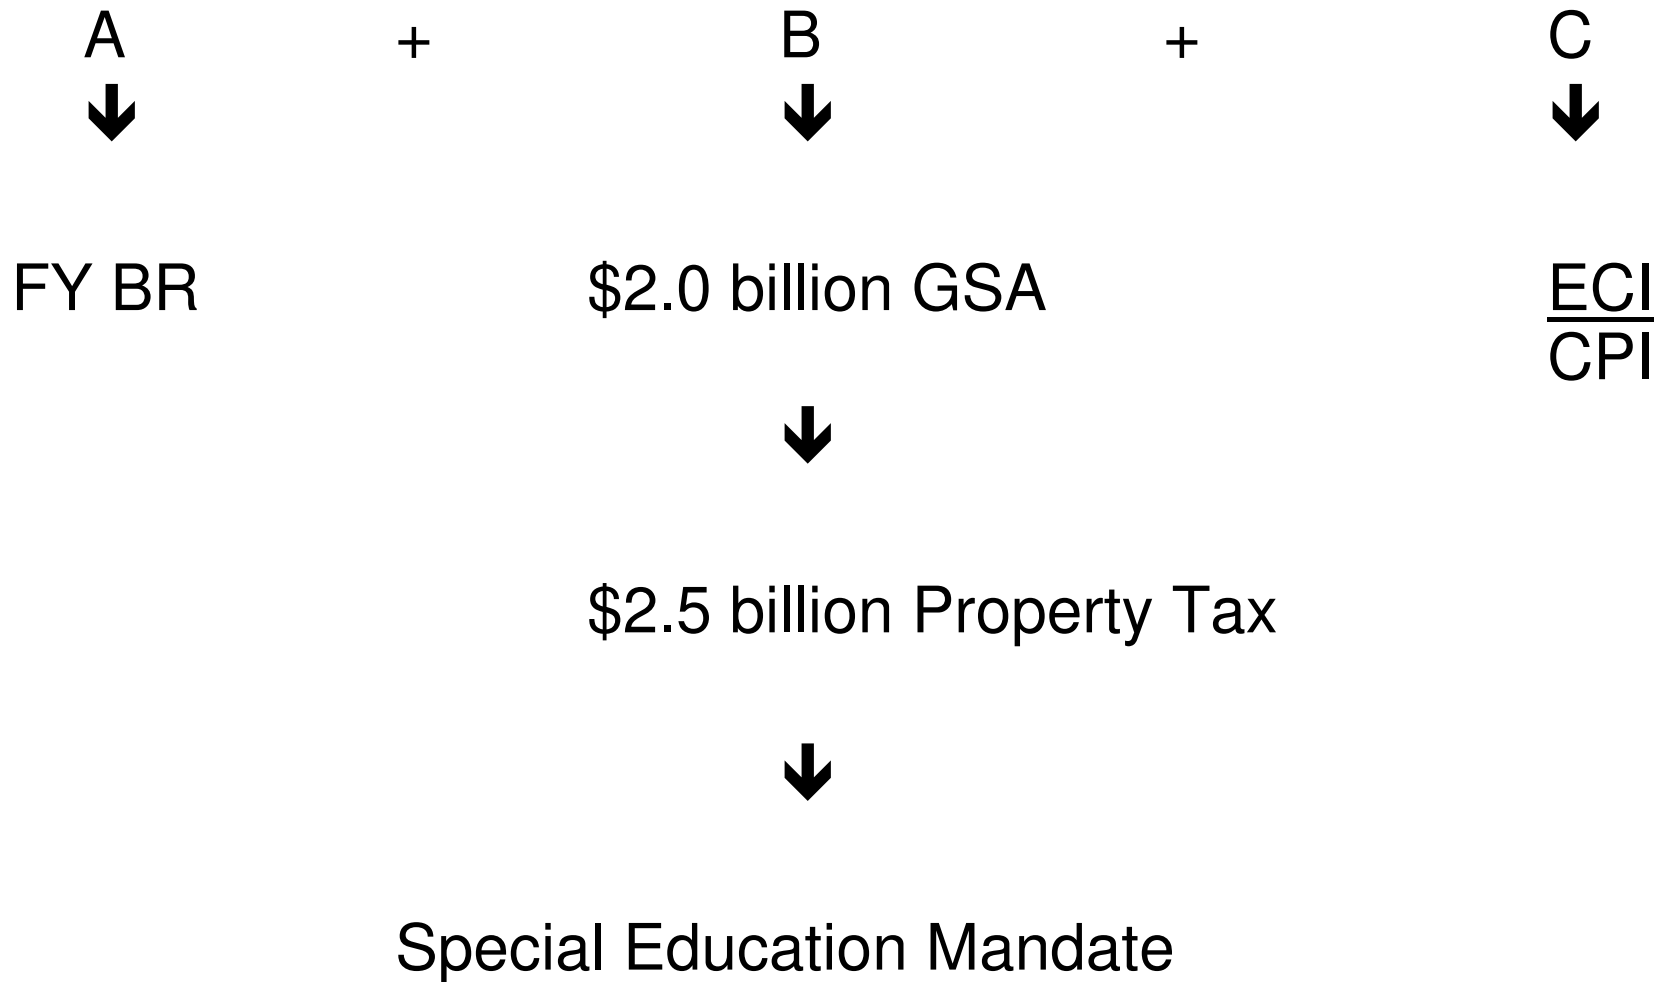 A + B + C
🡫 🡫 🡫
FY BR $2.0 billion GSA ECI
CPI
🡫
$2.5 billion Property Tax
🡫
Special Education Mandate